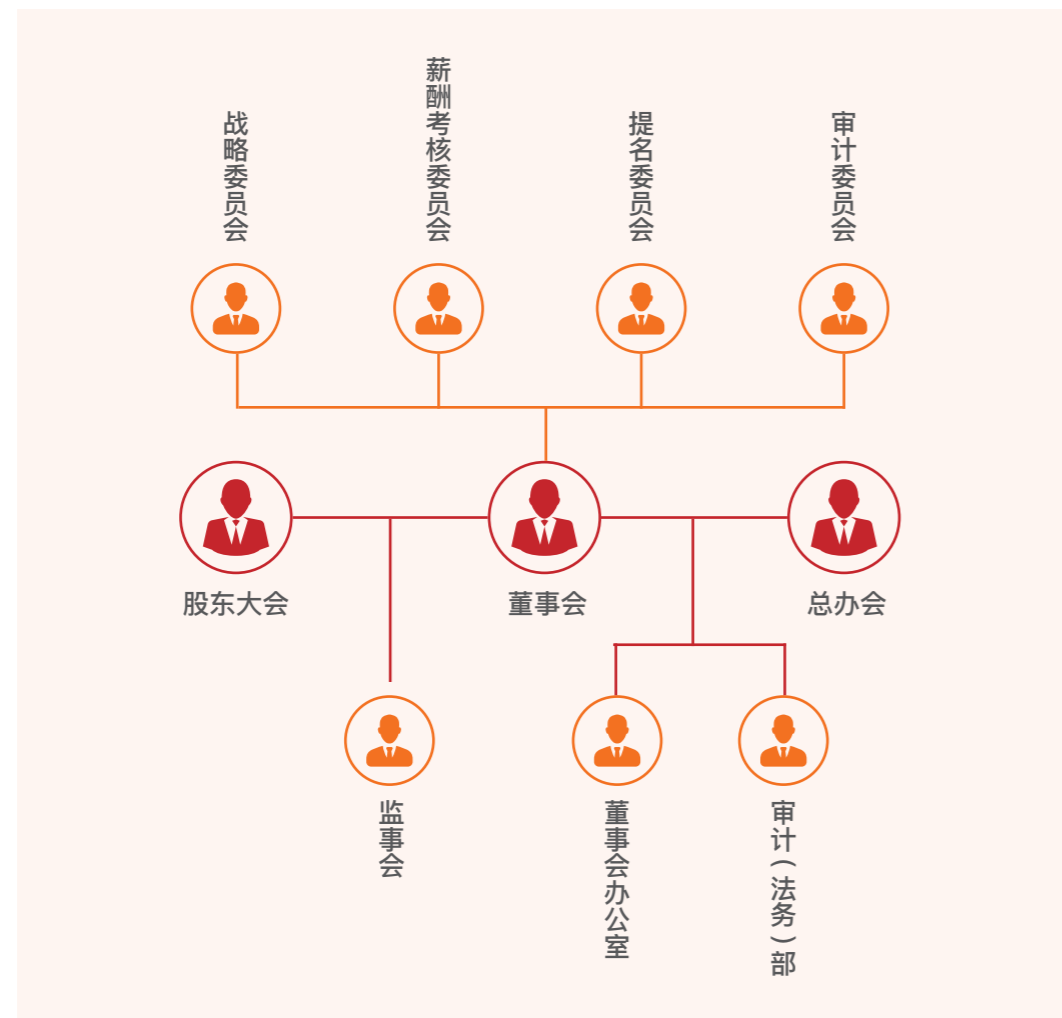 战略委员会
薪酬考核委员会
提名委员会
审计委员会
股东大会
董事会
总办会
监事会
董事会办公室
审计(法务)部